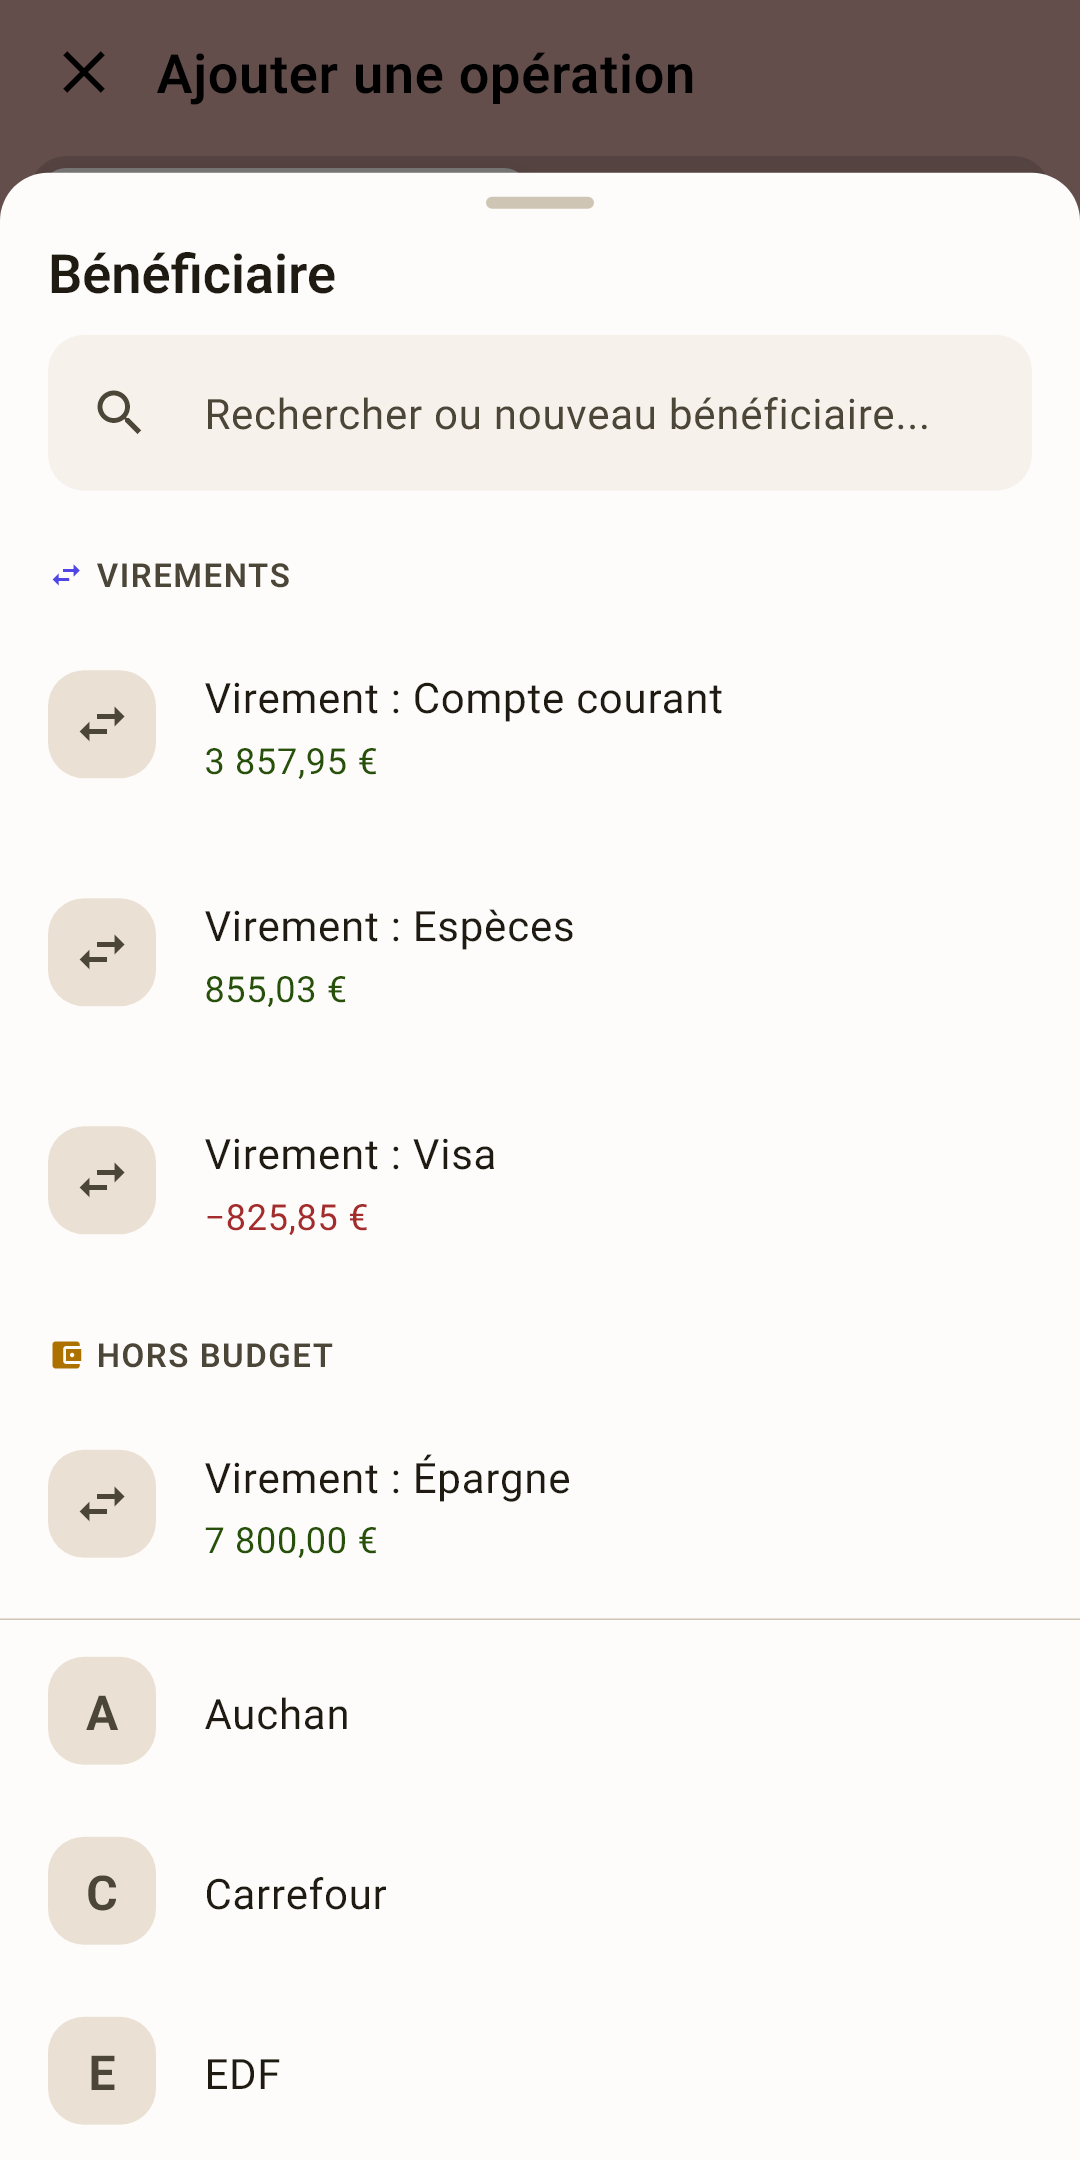 Ajouter une opération
Bénéficiaire
Rechercher ou nouveau bénéficiaire...
VIREMENTS
Virement : Compte courant
3 857,95 €
Virement : Espèces
855,03 €
Virement : Visa
−825,85 €
HORS BUDGET
Virement : Épargne
7 800,00 €
A
Auchan
C
Carrefour
E
EDF